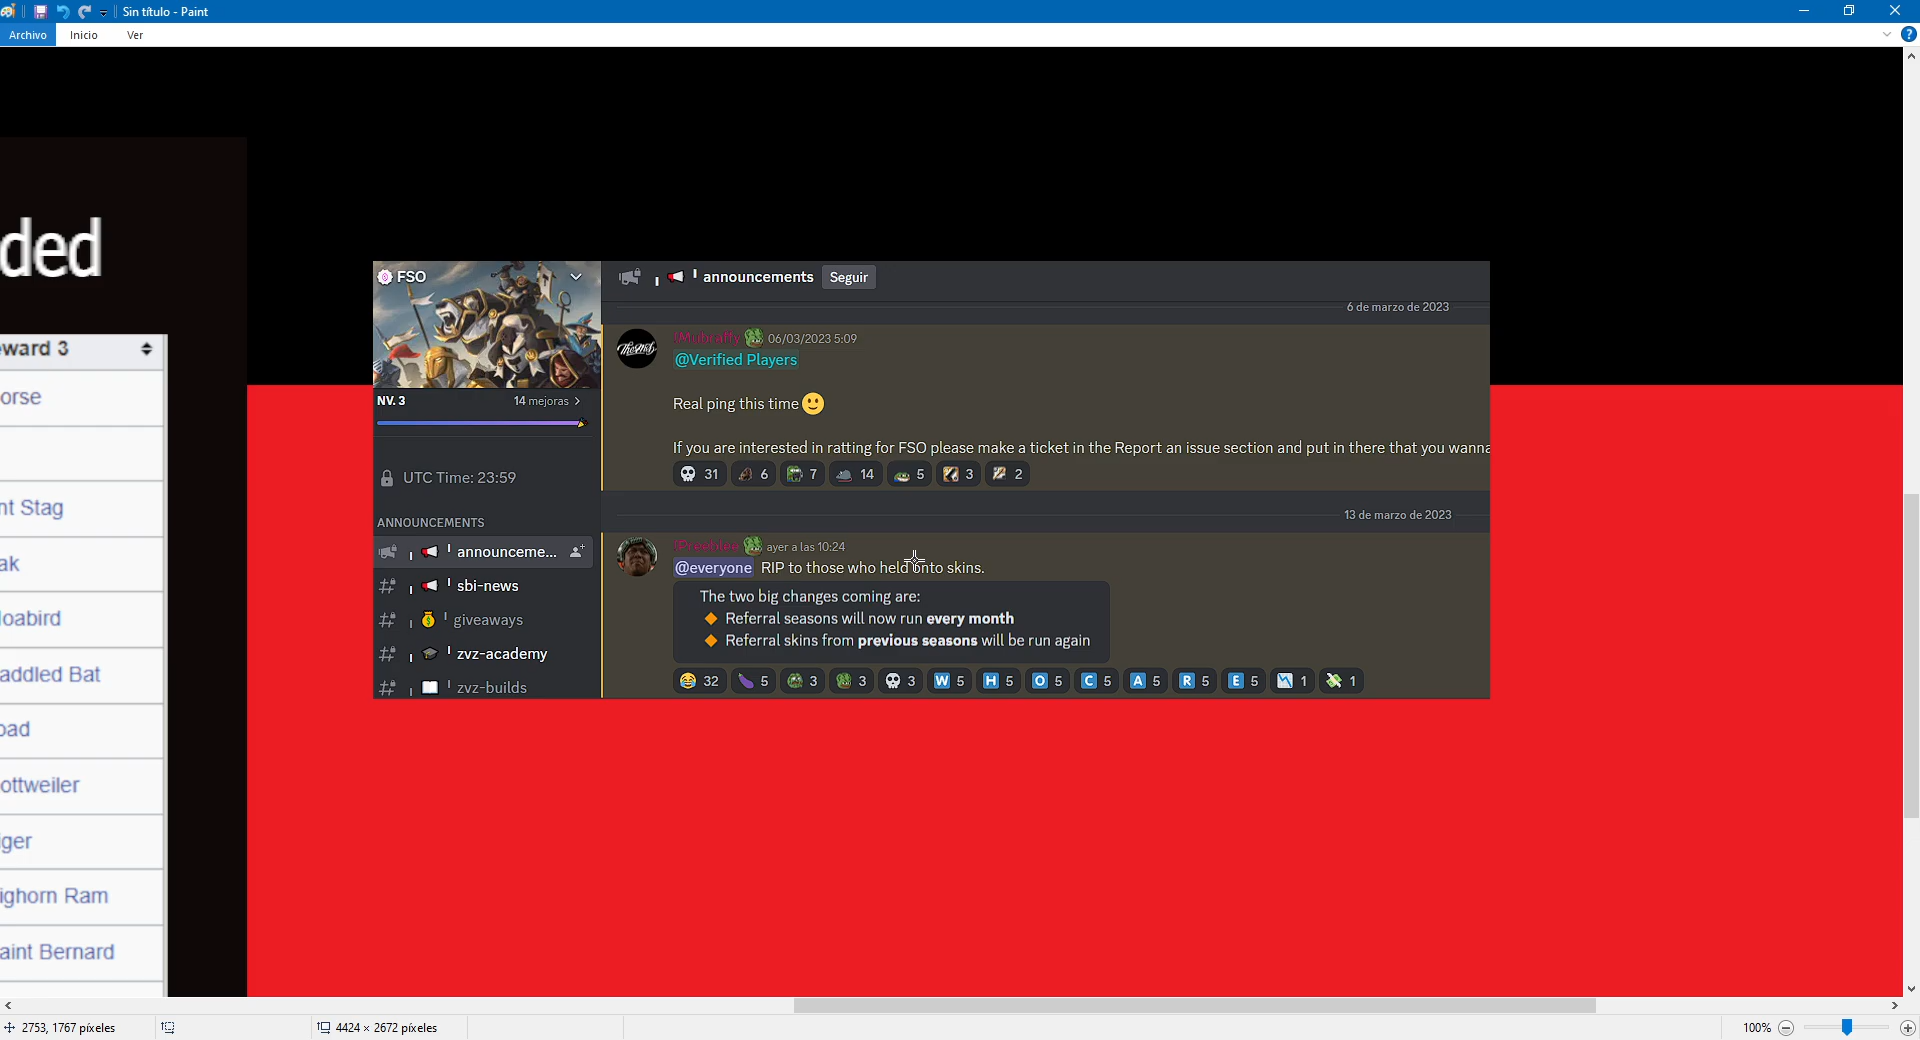 Sin título - Paint
Archivo Inicio Ver
ded
ward 3
orse
nt Stag
ak
loabird
addled Bat
oad
ottweiler
iger
ighorn Ram
aint Bernard
FSO
NV. 3 14 mejoras
UTC Time: 23:59
ANNOUNCEMENTS
announceme...
sbi-news
giveaways
zvz-academy
zvz-builds
announcements Seguir
6 de marzo de 2023
06/03/2023 5:09
@Verified Players
Real ping this time
If you are interested in ratting for FSO please make a ticket in the Report an issue section and put in there that you wanna
31 6 7 14 5 3 2
13 de marzo de 2023
ayer a las 10:24
@everyone RIP to those who held onto skins.
The two big changes coming are:
Referral seasons will now run every month
Referral skins from previous seasons will be run again
32 5 3 3 3 W 5 H 5 O 5 C 5 A 5 R 5 E 5 1 1
2753, 1767 píxeles 4424 × 2672 píxeles 100%